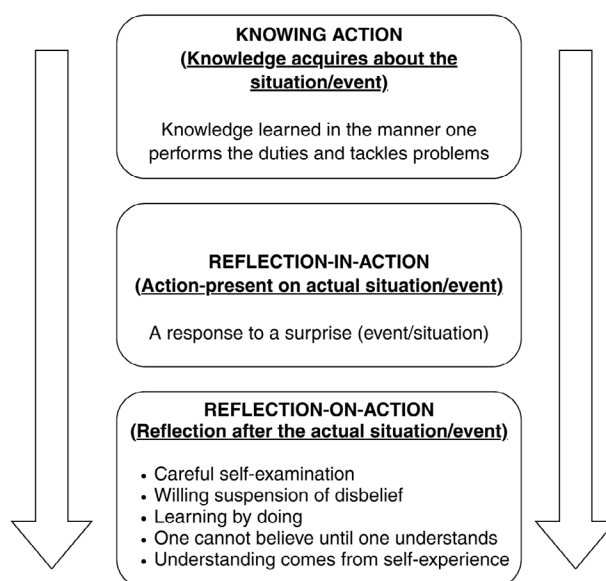 KNOWING ACTION
(Knowledge acquires about the
situation/event)
Knowledge learned in the manner one
performs the duties and tackles problems
REFLECTION-IN-ACTION
(Action-present on actual situation/event)
A response to a surprise (event/situation)
REFLECTION-ON-ACTION
(Reflection after the actual situation/event)
• Careful self-examination
• Willing suspension of disbelief
• Learning by doing
• One cannot believe until one understands
• Understanding comes from self-experience